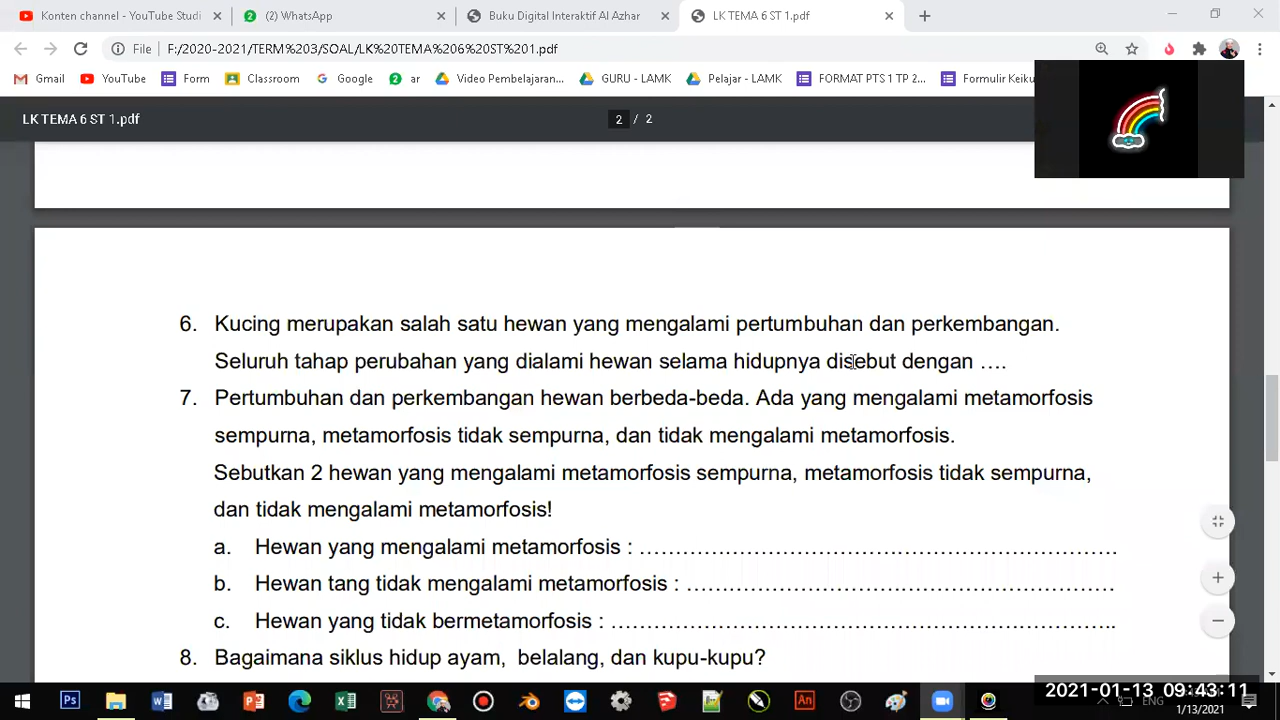 Konten channel - YouTube Studi
(2) WhatsApp
Buku Digital Interaktif Al Azhar
LK TEMA 6 ST 1.pdf
File
F:/2020-2021/TERM%203/SOAL/LK%20TEMA%206%20ST%201.pdf
Gmail
YouTube
Form
Classroom
Google
2 ar
Video Pembelajaran...
GURU - LAMK
Pelajar - LAMK
FORMAT PTS 1 TP 2...
Formulir Keiku
LK TEMA 6 ST 1.pdf
2 / 2
6. Kucing merupakan salah satu hewan yang mengalami pertumbuhan dan perkembangan.
Seluruh tahap perubahan yang dialami hewan selama hidupnya disebut dengan ….
7. Pertumbuhan dan perkembangan hewan berbeda-beda. Ada yang mengalami metamorfosis
sempurna, metamorfosis tidak sempurna, dan tidak mengalami metamorfosis.
Sebutkan 2 hewan yang mengalami metamorfosis sempurna, metamorfosis tidak sempurna,
dan tidak mengalami metamorfosis!
a. Hewan yang mengalami metamorfosis : ……………………………………………………………
b. Hewan tang tidak mengalami metamorfosis : ………………………………………………………
c. Hewan yang tidak bermetamorfosis : ………………………………………………………………..
8. Bagaimana siklus hidup ayam, belalang, dan kupu-kupu?
2021-01-13 09:43:11
ENG
1/13/2021